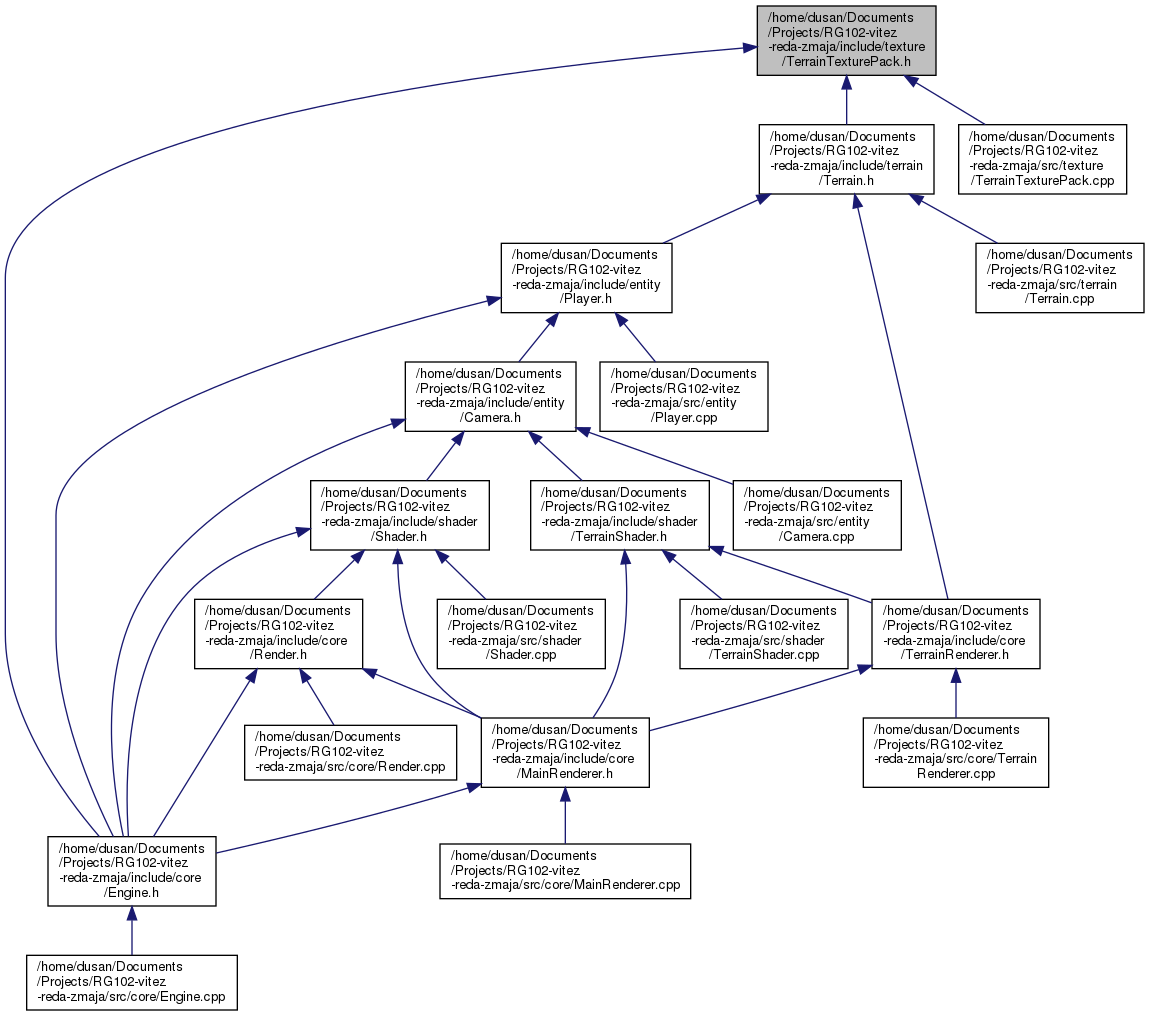 /home/dusan/Documents
/Projects/RG102-vitez
-reda-zmaja/include/texture
/TerrainTexturePack.h
/home/dusan/Documents
/Projects/RG102-vitez
-reda-zmaja/include/terrain
/Terrain.h
/home/dusan/Documents
/Projects/RG102-vitez
-reda-zmaja/src/texture
/TerrainTexturePack.cpp
/home/dusan/Documents
/Projects/RG102-vitez
-reda-zmaja/include/entity
/Player.h
/home/dusan/Documents
/Projects/RG102-vitez
-reda-zmaja/src/terrain
/Terrain.cpp
/home/dusan/Documents
/Projects/RG102-vitez
-reda-zmaja/include/entity
/Camera.h
/home/dusan/Documents
/Projects/RG102-vitez
-reda-zmaja/src/entity
/Player.cpp
/home/dusan/Documents
/Projects/RG102-vitez
-reda-zmaja/include/shader
/Shader.h
/home/dusan/Documents
/Projects/RG102-vitez
-reda-zmaja/include/shader
/TerrainShader.h
/home/dusan/Documents
/Projects/RG102-vitez
-reda-zmaja/src/entity
/Camera.cpp
/home/dusan/Documents
/Projects/RG102-vitez
-reda-zmaja/include/core
/Render.h
/home/dusan/Documents
/Projects/RG102-vitez
-reda-zmaja/src/shader
/Shader.cpp
/home/dusan/Documents
/Projects/RG102-vitez
-reda-zmaja/src/shader
/TerrainShader.cpp
/home/dusan/Documents
/Projects/RG102-vitez
-reda-zmaja/include/core
/TerrainRenderer.h
/home/dusan/Documents
/Projects/RG102-vitez
-reda-zmaja/src/core/Render.cpp
/home/dusan/Documents
/Projects/RG102-vitez
-reda-zmaja/include/core
/MainRenderer.h
/home/dusan/Documents
/Projects/RG102-vitez
-reda-zmaja/src/core/Terrain
Renderer.cpp
/home/dusan/Documents
/Projects/RG102-vitez
-reda-zmaja/include/core
/Engine.h
/home/dusan/Documents
/Projects/RG102-vitez
-reda-zmaja/src/core/MainRenderer.cpp
/home/dusan/Documents
/Projects/RG102-vitez
-reda-zmaja/src/core/Engine.cpp